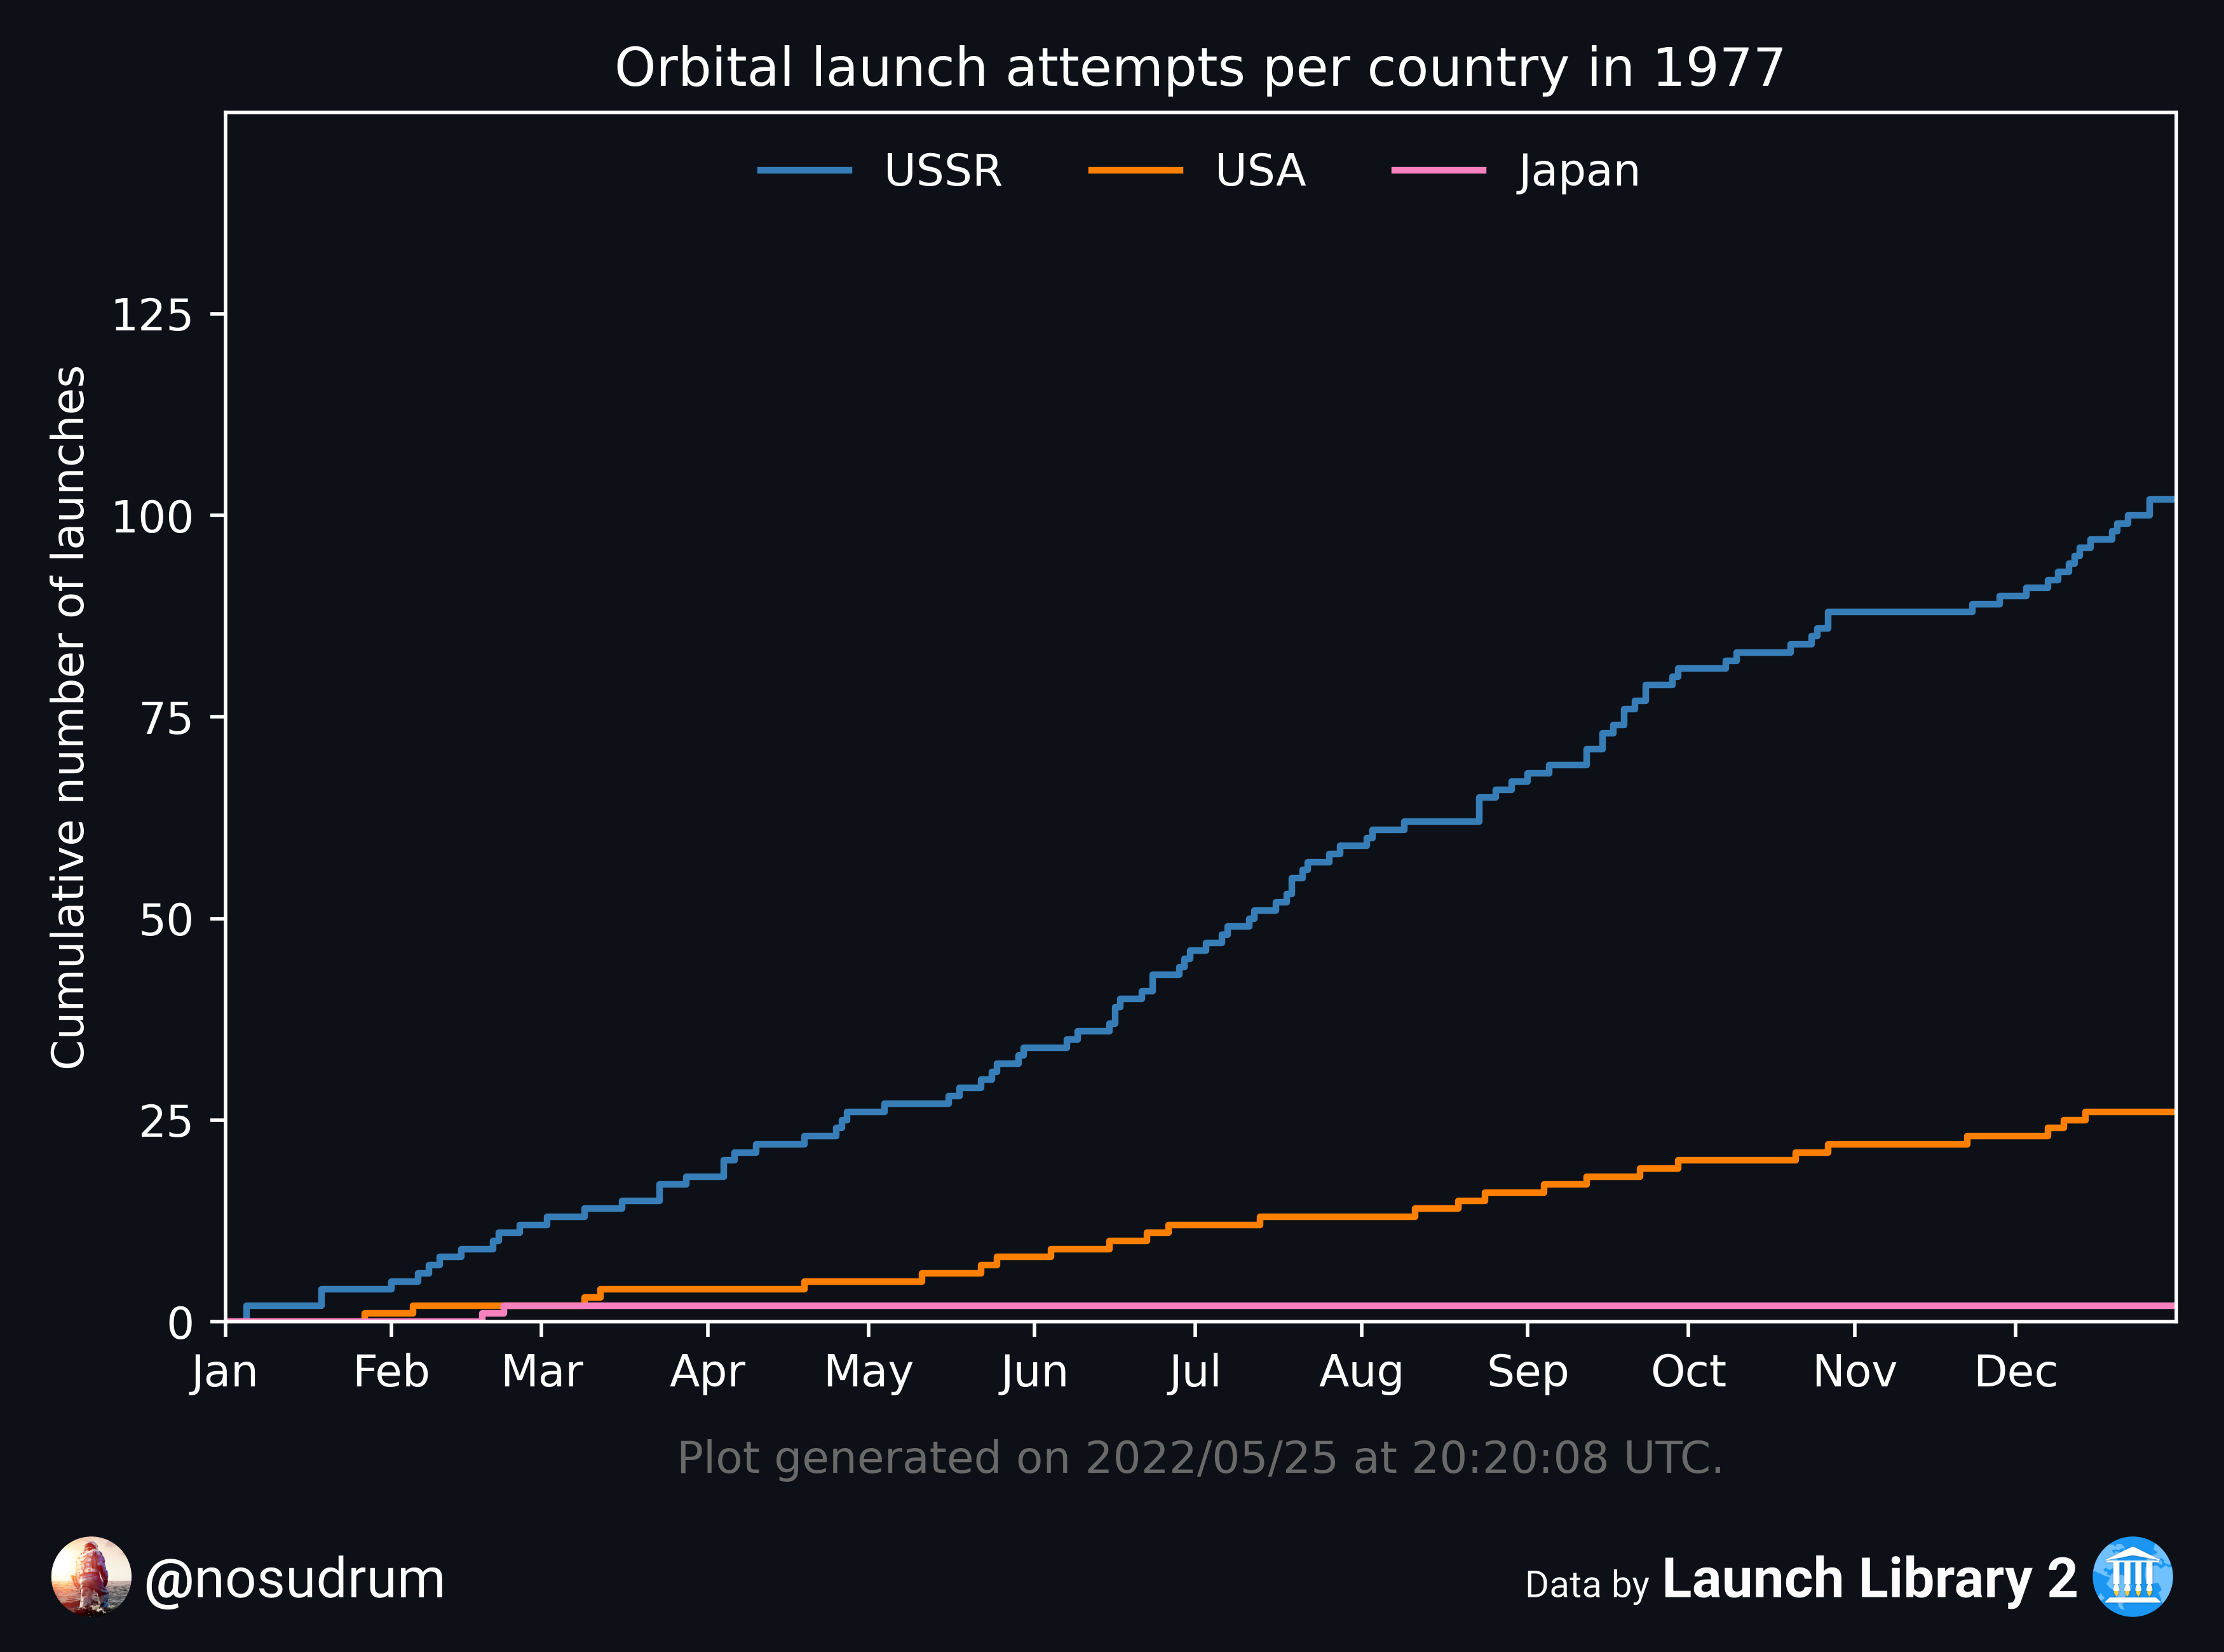 Orbital launch attempts per country in 1977
USSR USA Japan
Cumulative number of launches
125
100
75
50
25
0
Jan Feb Mar Apr May Jun Jul Aug Sep Oct Nov Dec
Plot generated on 2022/05/25 at 20:20:08 UTC.
@nosudrum
Data by Launch Library 2